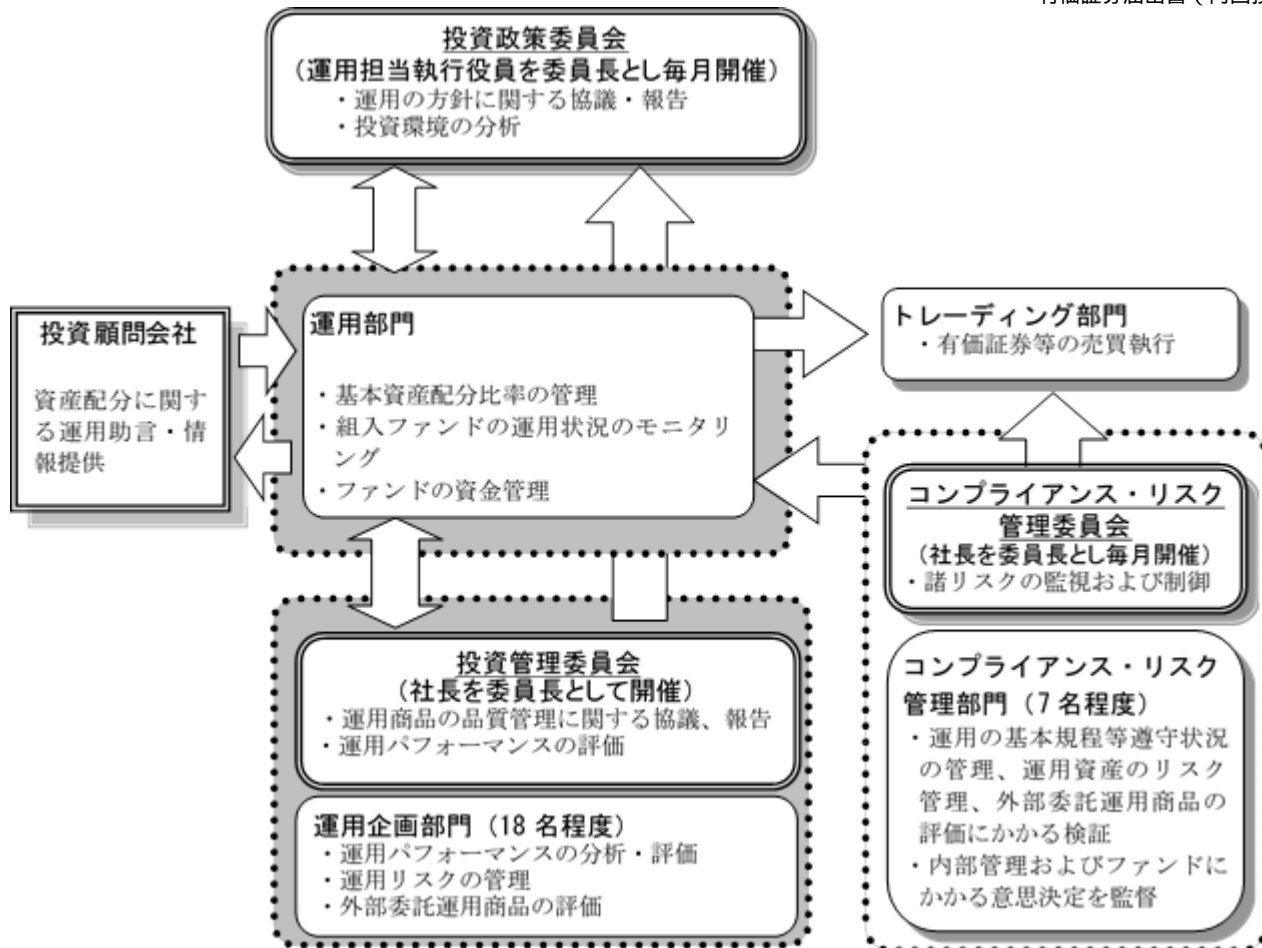 有価証券届出書（内国投
投資政策委員会
（運用担当執行役員を委員長とし毎月開催）
・運用の方針に関する協議・報告
・投資環境の分析
投資顧問会社
資産配分に関す
る運用助言・情
報提供
運用部門
・基本資産配分比率の管理
・組入ファンドの運用状況のモニタリ
ング
・ファンドの資金管理
トレーディング部門
・有価証券等の売買執行
コンプライアンス・リスク
管理委員会
（社長を委員長とし毎月開催）
・諸リスクの監視および制御
コンプライアンス・リスク
管理部門（7名程度）
・運用の基本規程等遵守状況
の管理、運用資産のリスク
管理、外部委託運用商品の
評価にかかる検証
・内部管理およびファンドに
かかる意思決定を監督
投資管理委員会
（社長を委員長として開催）
・運用商品の品質管理に関する協議、報告
・運用パフォーマンスの評価
運用企画部門（18名程度）
・運用パフォーマンスの分析・評価
・運用リスクの管理
・外部委託運用商品の評価